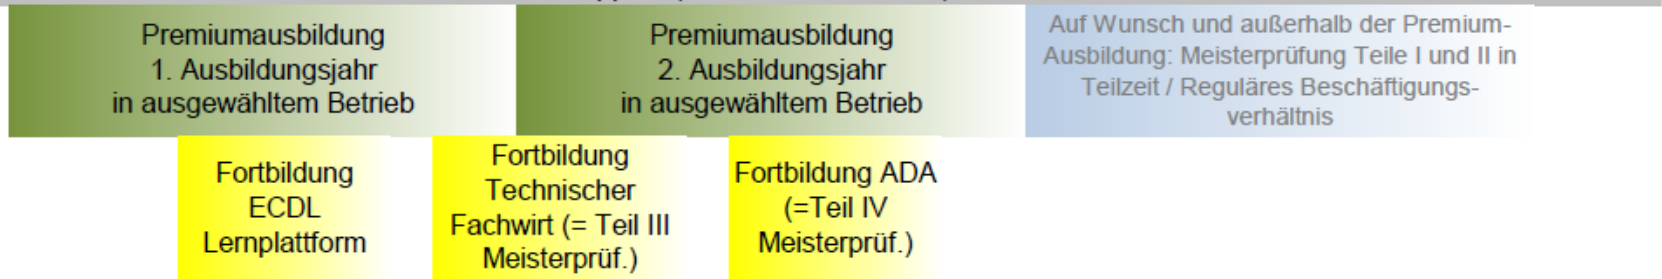 Premiumausbildung
1. Ausbildungsjahr
in ausgewähltem Betrieb
Premiumausbildung
2. Ausbildungsjahr
in ausgewähltem Betrieb
Auf Wunsch und außerhalb der Premium-
Ausbildung: Meisterprüfung Teile I und II in
Teilzeit / Reguläres Beschäftigungs-
verhältnis
Fortbildung
ECDL
Lernplattform
Fortbildung
Technischer
Fachwirt (= Teil III
Meisterprüf.)
Fortbildung ADA
(=Teil IV
Meisterprüf.)